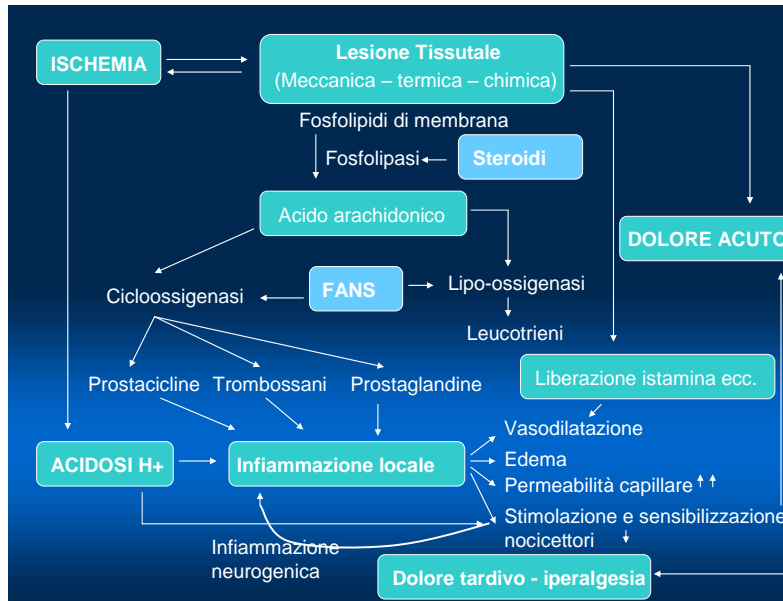 ISCHEMIA
Lesione Tissutale
(Meccanica – termica – chimica)
Fosfolipidi di membrana
Fosfolipasi
Steroidi
Acido arachidonico
DOLORE ACUTO
Cicloossigenasi
FANS
Lipo-ossigenasi
Leucotrieni
Prostacicline
Trombossani
Prostaglandine
Liberazione istamina ecc.
Vasodilatazione
ACIDOSI H+
Infiammazione locale
Edema
Permeabilità capillare
Stimolazione e sensibilizzazione
nocicettori
Infiammazione
neurogenica
Dolore tardivo - iperalgesia